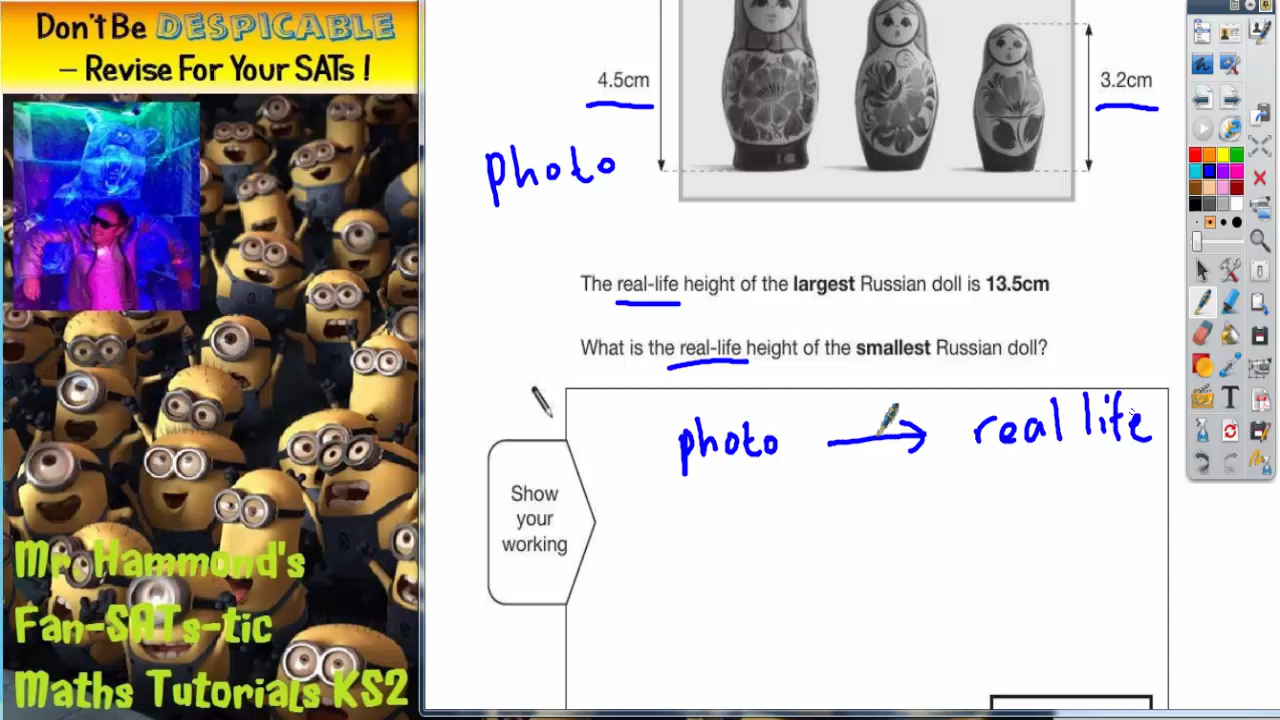 Don't Be DESPICABLE
– Revise For Your SATs !
4.5cm
3.2cm
photo
The real-life height of the largest Russian doll is 13.5cm
What is the real-life height of the smallest Russian doll?
photo → real life
Show
your
working
Mr. Hammond's
Fan-SATs-tic
Maths Tutorials KS2